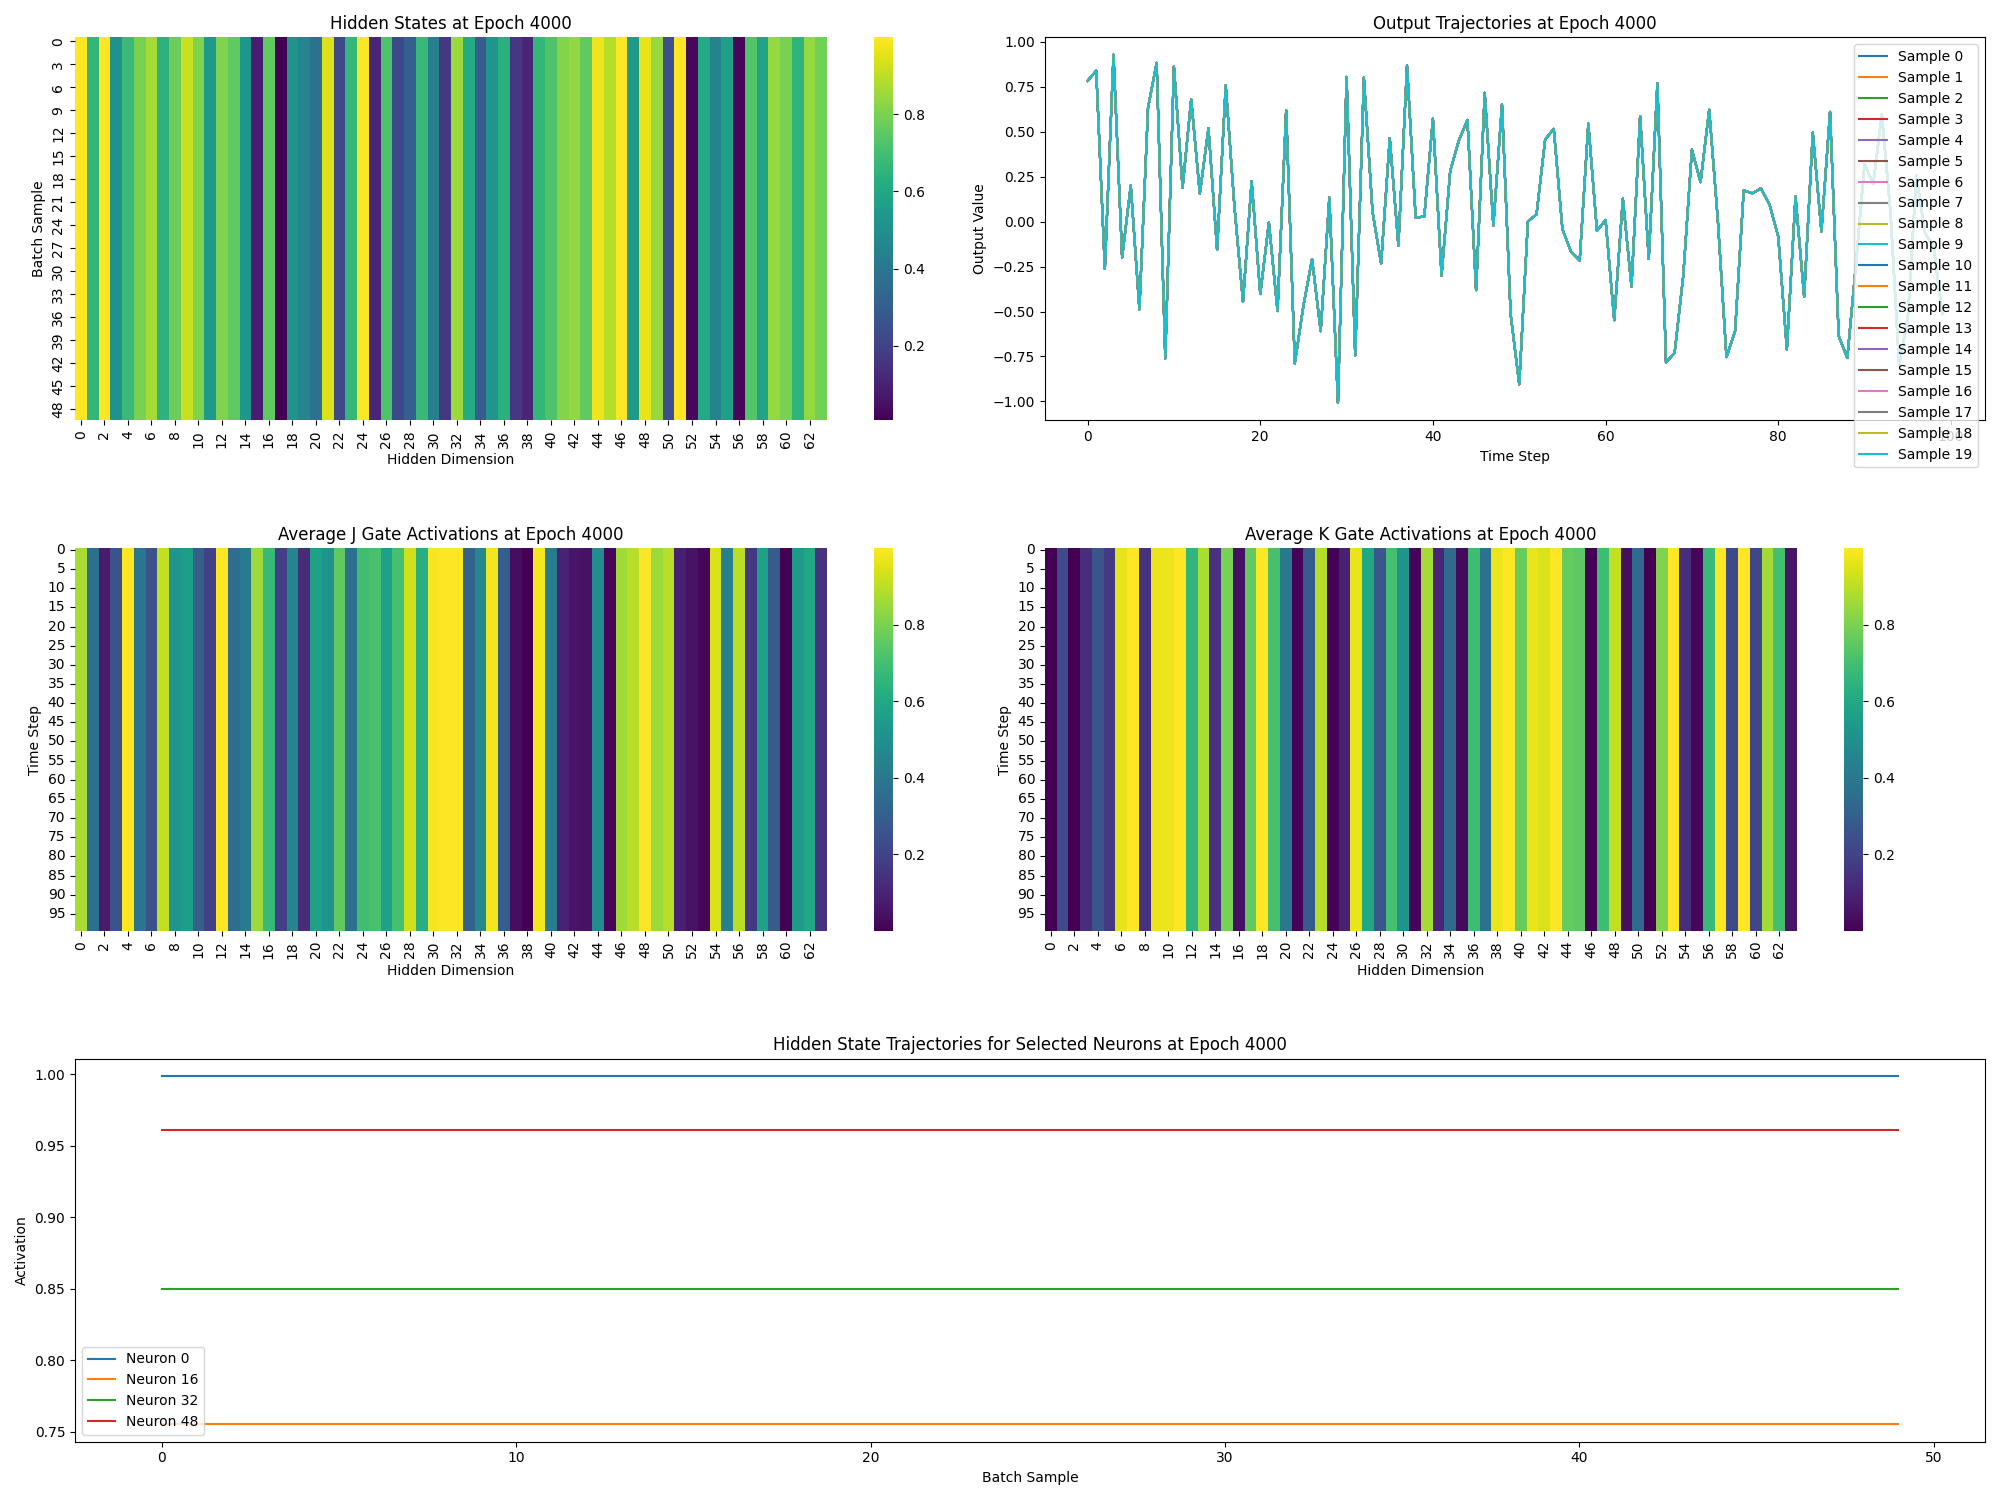 Hidden States at Epoch 4000
Batch Sample
0 3 6 9 12 15 18 21 24 27 30 33 36 39 42 45 48
0 2 4 6 8 10 12 14 16 18 20 22 24 26 28 30 32 34 36 38 40 42 44 46 48 50 52 54 56 58 60 62
Hidden Dimension
0.8
0.6
0.4
0.2
Output Trajectories at Epoch 4000
Output Value
1.00
0.75
0.50
0.25
0.00
−0.25
−0.50
−0.75
−1.00
0 20 40 60 80 100
Time Step
Sample 0
Sample 1
Sample 2
Sample 3
Sample 4
Sample 5
Sample 6
Sample 7
Sample 8
Sample 9
Sample 10
Sample 11
Sample 12
Sample 13
Sample 14
Sample 15
Sample 16
Sample 17
Sample 18
Sample 19
Average J Gate Activations at Epoch 4000
Time Step
0
5
10
15
20
25
30
35
40
45
50
55
60
65
70
75
80
85
90
95
0 2 4 6 8 10 12 14 16 18 20 22 24 26 28 30 32 34 36 38 40 42 44 46 48 50 52 54 56 58 60 62
Hidden Dimension
0.8
0.6
0.4
0.2
Average K Gate Activations at Epoch 4000
Time Step
0
5
10
15
20
25
30
35
40
45
50
55
60
65
70
75
80
85
90
95
0 2 4 6 8 10 12 14 16 18 20 22 24 26 28 30 32 34 36 38 40 42 44 46 48 50 52 54 56 58 60 62
Hidden Dimension
0.8
0.6
0.4
0.2
Hidden State Trajectories for Selected Neurons at Epoch 4000
Activation
1.00
0.95
0.90
0.85
0.80
0.75
Neuron 0
Neuron 16
Neuron 32
Neuron 48
0 10 20 30 40 50
Batch Sample